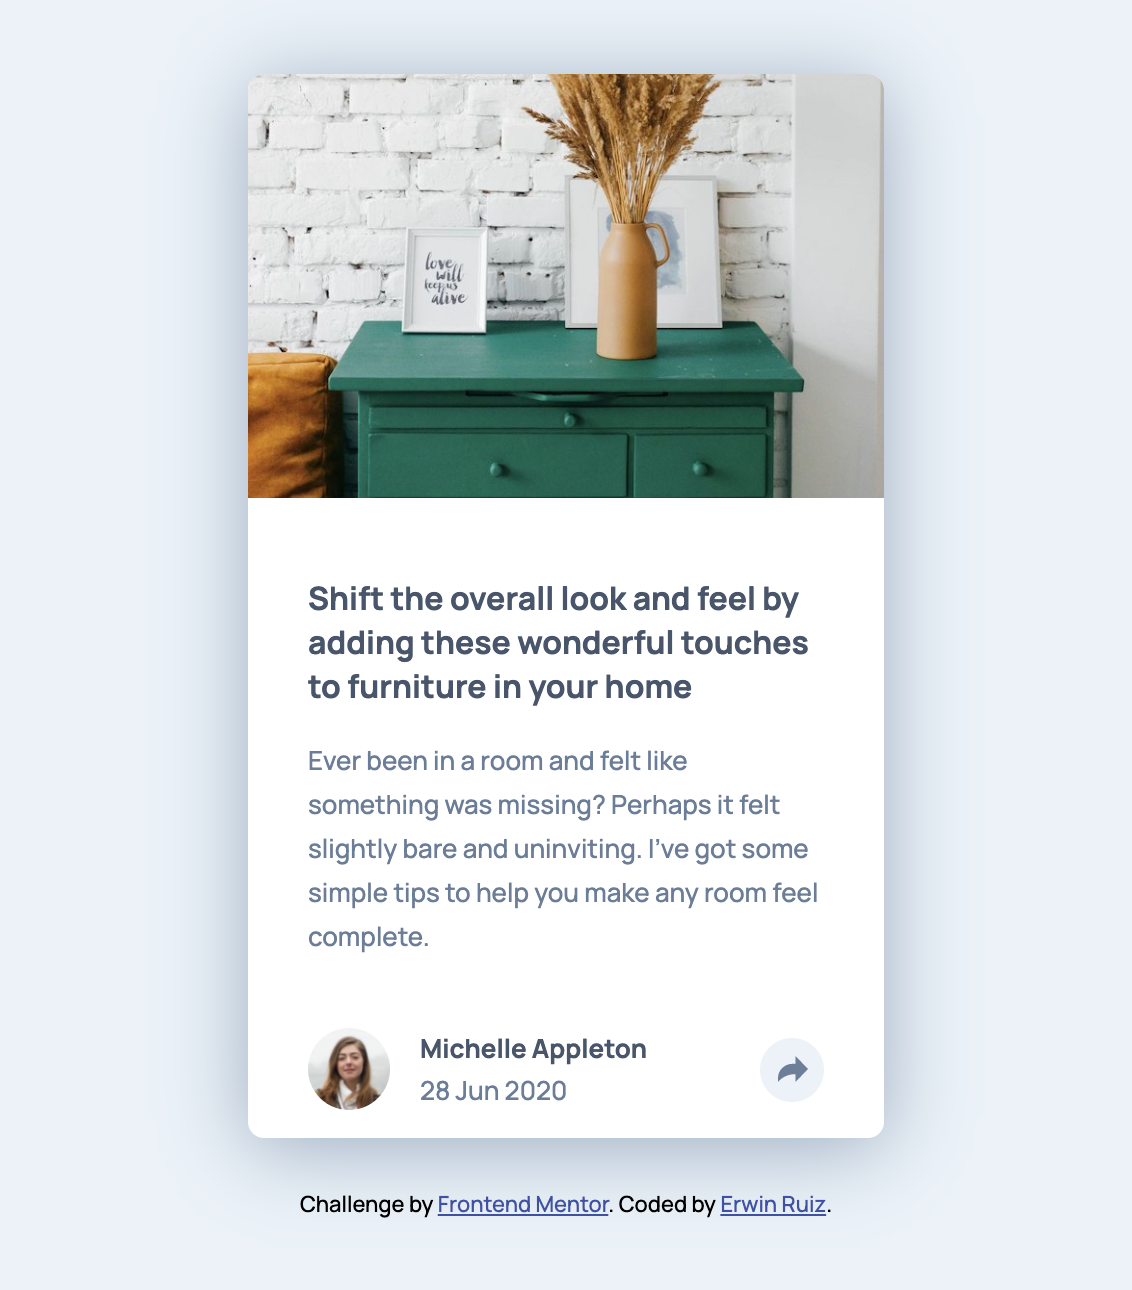 love
will
keep us
alive
Shift the overall look and feel by
adding these wonderful touches
to furniture in your home
Ever been in a room and felt like
something was missing? Perhaps it felt
slightly bare and uninviting. I’ve got some
simple tips to help you make any room feel
complete.
Michelle Appleton
28 Jun 2020
Challenge by Frontend Mentor. Coded by Erwin Ruiz.